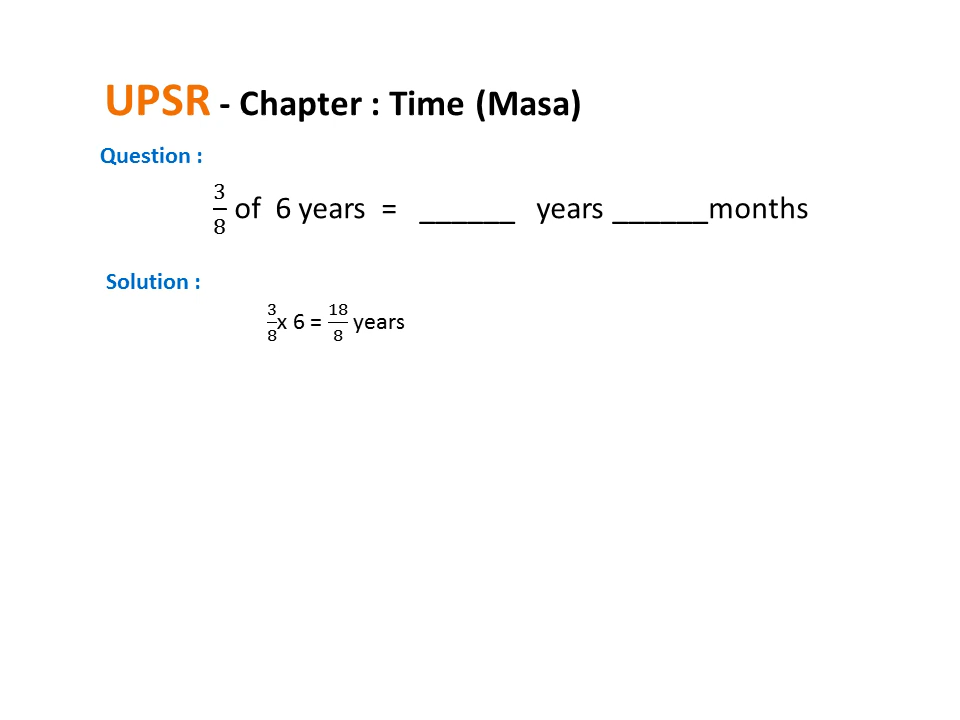 UPSR - Chapter : Time (Masa)
Question :
3/8 of 6 years = ______ years ______months
Solution :
3/8x 6 = 18/8 years